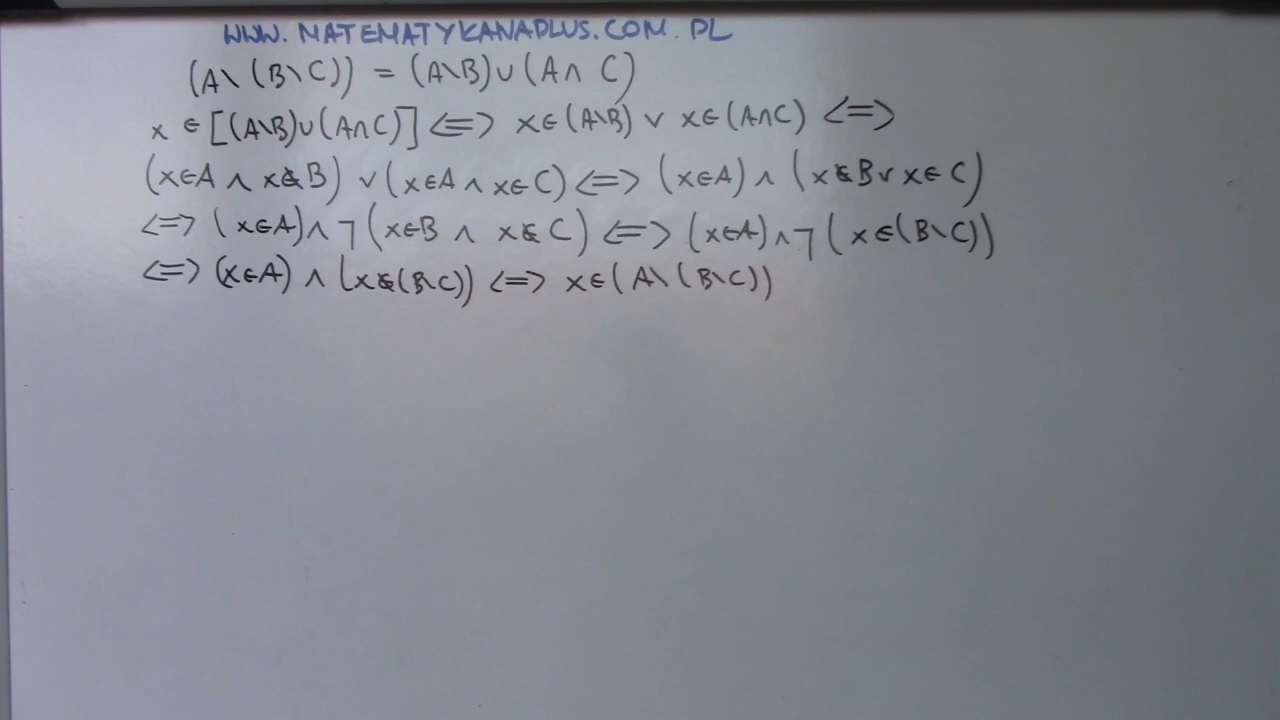 WWW.MATEMATYKANAPLUS.COM.PL
(A\(B\C)) = (A\B)∪(A∩C)
x ∈ [(A\B)∪(A∩C)] ⟺ x∈(A\B) ∨ x∈(A∩C) ⟺
(x∈A ∧ x∉B) ∨ (x∈A ∧ x∈C) ⟺ (x∈A) ∧ (x∉B ∨ x∈C)
⟺ (x∈A) ∧ ¬(x∈B ∧ x∉C) ⟺ (x∈A) ∧ ¬(x∈(B\C))
⟺ (x∈A) ∧ (x∉(B\C)) ⟺ x∈(A\(B\C))